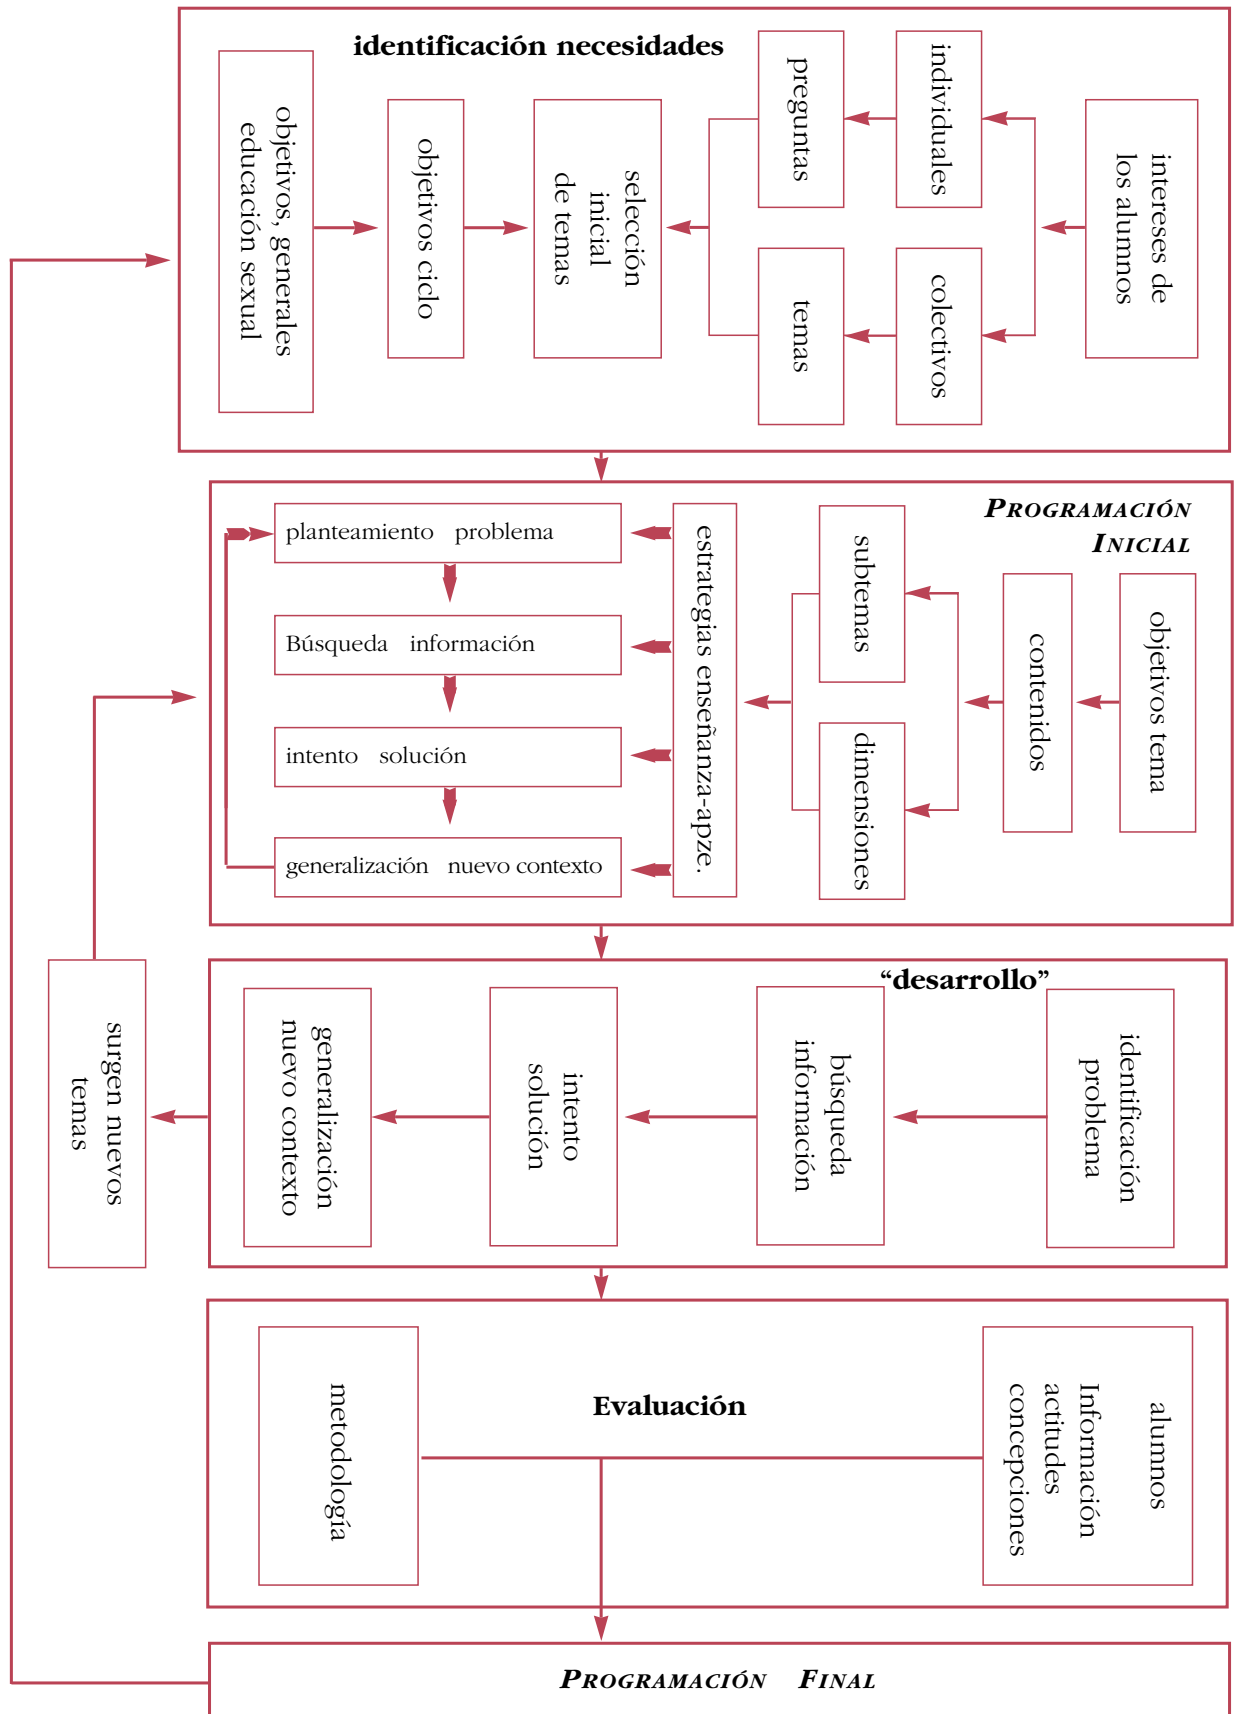 identificación necesidades
objetivos, generales
educación sexual
objetivos ciclo
selección
inicial
de temas
preguntas
temas
individuales
colectivos
intereses de
los alumnos
PROGRAMACIÓN
INICIAL
planteamiento problema
Búsqueda información
intento solución
generalización nuevo contexto
estrategias enseñanza-apze.
subtemas
dimensiones
contenidos
objetivos tema
“desarrollo”
surgen nuevos
temas
generalización
nuevo contexto
intento
solución
búsqueda
información
identificación
problema
Evaluación
metodología
alumnos
Información
actitudes
concepciones
PROGRAMACIÓN FINAL